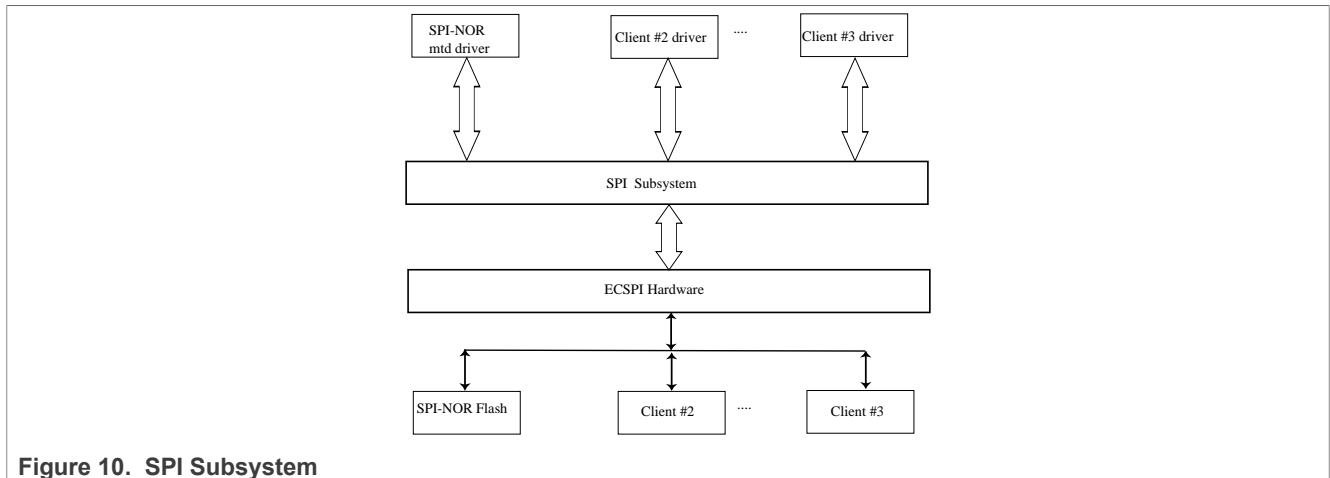 SPI-NOR
mtd driver
Client #2 driver
....
Client #3 driver
SPI Subsystem
ECSPI Hardware
SPI-NOR Flash
Client #2
....
Client #3
Figure 10. SPI Subsystem